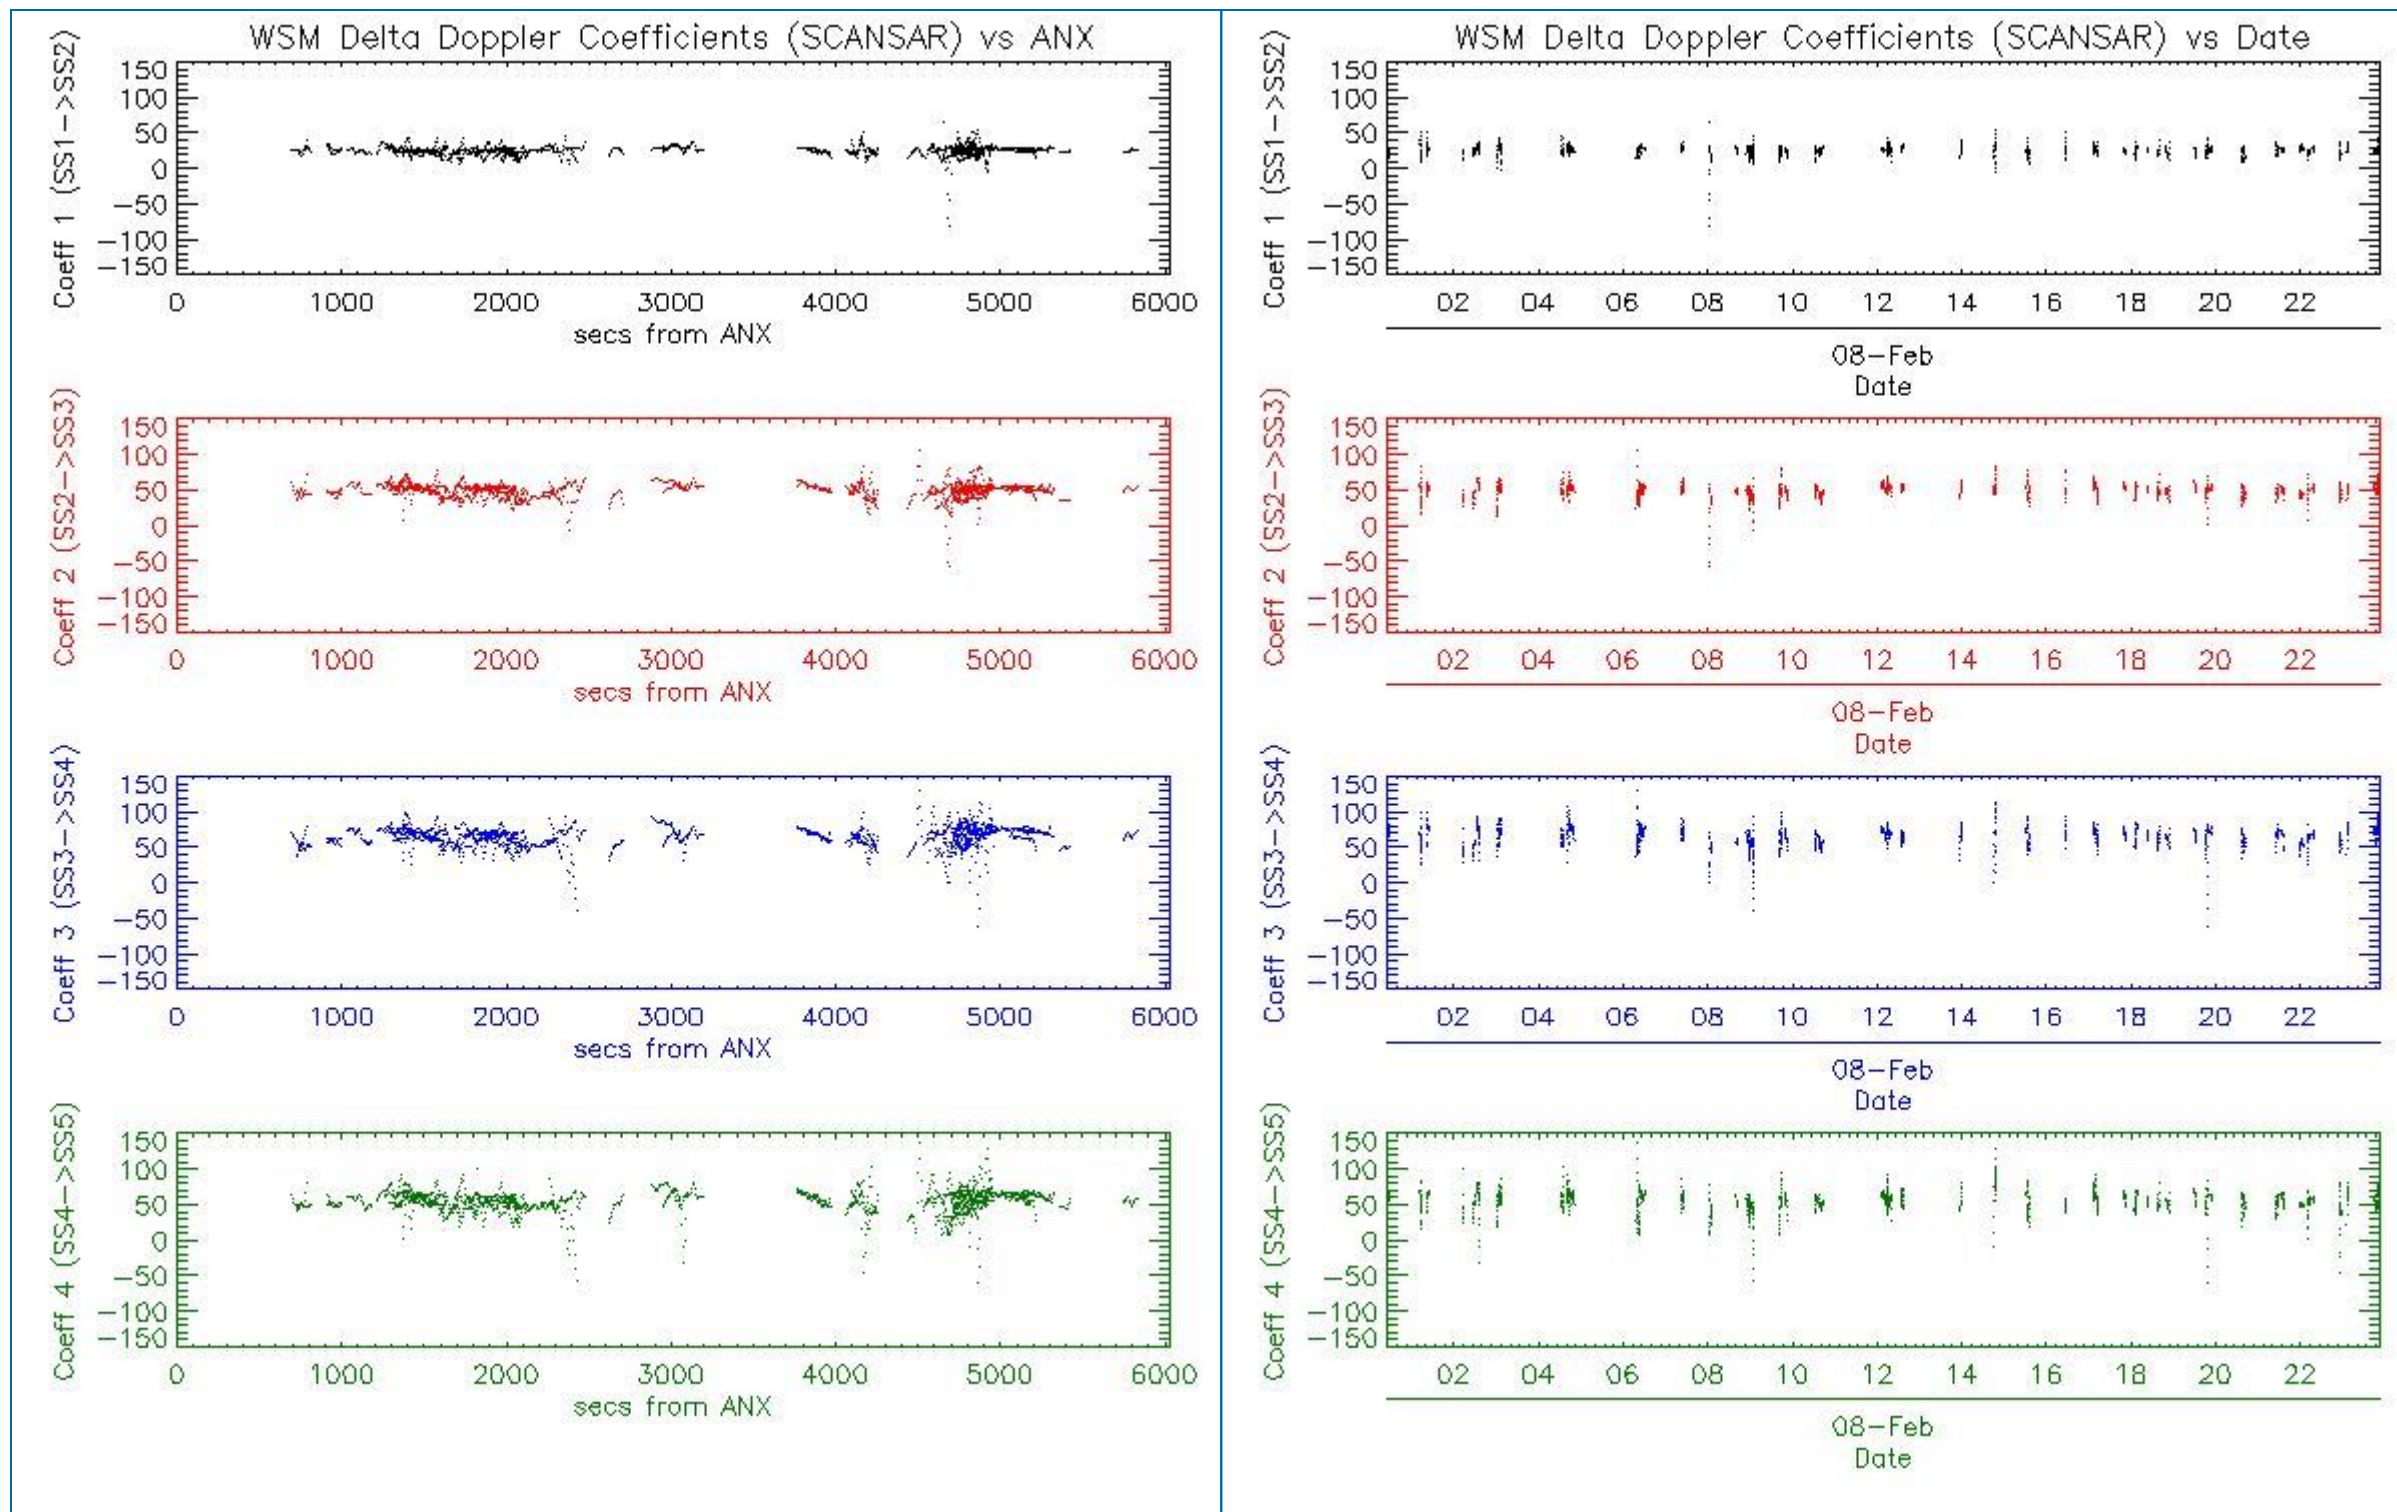 WSM Delta Doppler Coefficients (SCANSAR) vs ANX
Coeff 1 (SS1->SS2)
150
100
50
0
-50
-100
-150
0 1000 2000 3000 4000 5000 6000
secs from ANX
Coeff 2 (SS2->SS3)
150
100
50
0
-50
-100
-150
0 1000 2000 3000 4000 5000 6000
secs from ANX
Coeff 3 (SS3->SS4)
150
100
50
0
-50
-100
-150
0 1000 2000 3000 4000 5000 6000
secs from ANX
Coeff 4 (SS4->SS5)
150
100
50
0
-50
-100
-150
0 1000 2000 3000 4000 5000 6000
secs from ANX
WSM Delta Doppler Coefficients (SCANSAR) vs Date
Coeff 1 (SS1->SS2)
150
100
50
0
-50
-100
-150
02 04 06 08 10 12 14 16 18 20 22
08-Feb
Date
Coeff 2 (SS2->SS3)
150
100
50
0
-50
-100
-150
02 04 06 08 10 12 14 16 18 20 22
08-Feb
Date
Coeff 3 (SS3->SS4)
150
100
50
0
-50
-100
-150
02 04 06 08 10 12 14 16 18 20 22
08-Feb
Date
Coeff 4 (SS4->SS5)
150
100
50
0
-50
-100
-150
02 04 06 08 10 12 14 16 18 20 22
08-Feb
Date